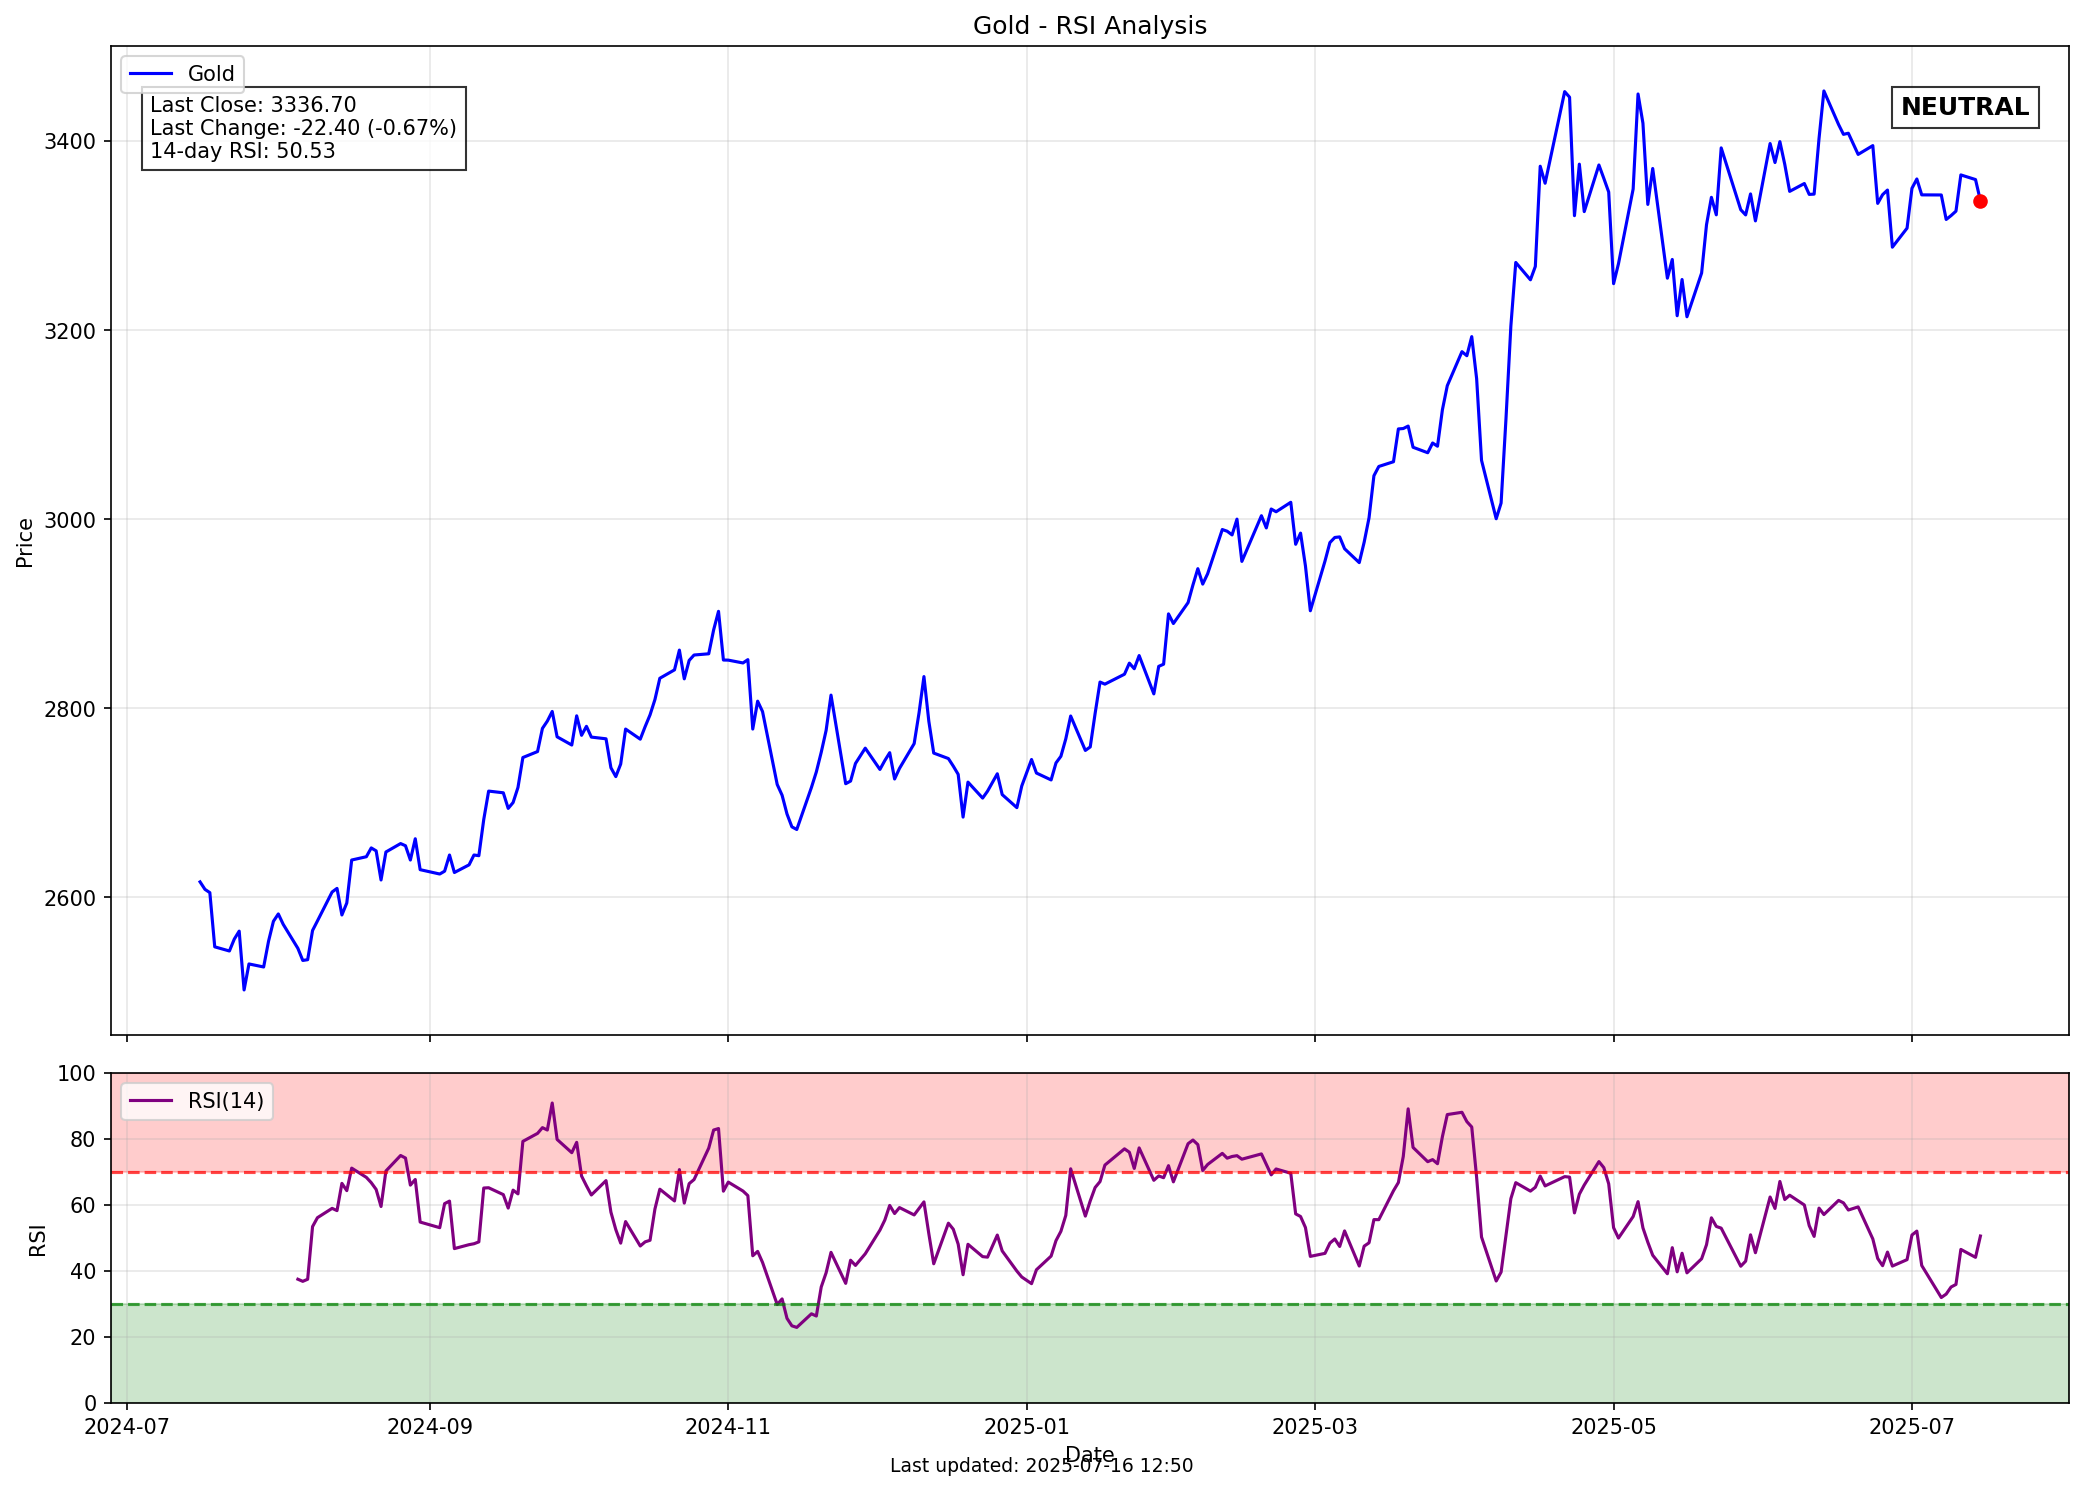 Gold - RSI Analysis
Gold
Last Close: 3336.70
Last Change: -22.40 (-0.67%)
14-day RSI: 50.53
NEUTRAL
Price
3400
3200
3000
2800
2600
RSI(14)
RSI
100
80
60
40
20
0
2024-07 2024-09 2024-11 2025-01 2025-03 2025-05 2025-07
Date
Last updated: 2025-07-16 12:50